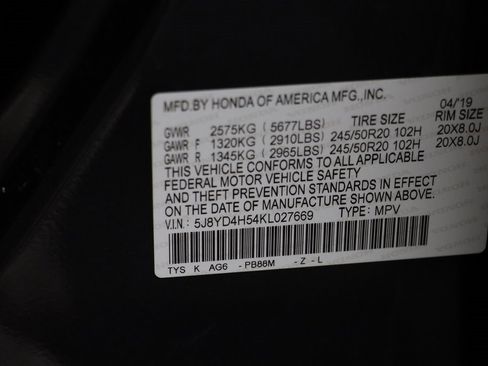 MFD.BY HONDA OF AMERICA MFG.,INC. 04/'19
GVWR 2575KG (5677LBS) TIRE SIZE RIM SIZE
GAWR F 1320KG (2910LBS) 245/50R20 102H 20X8.0J
GAWR R 1345KG (2965LBS) 245/50R20 102H 20X8.0J
THIS VEHICLE CONFORMS TO ALL APPLICABLE
FEDERAL MOTOR VEHICLE SAFETY
AND THEFT PREVENTION STANDARDS IN EFFECT
ON THE DATE OF MANUFACTURE SHOWN ABOVE.
V.I.N.: 5J8YD4H54KL027669 TYPE: MPV
TYS K AG6 -PB88M -Z-L